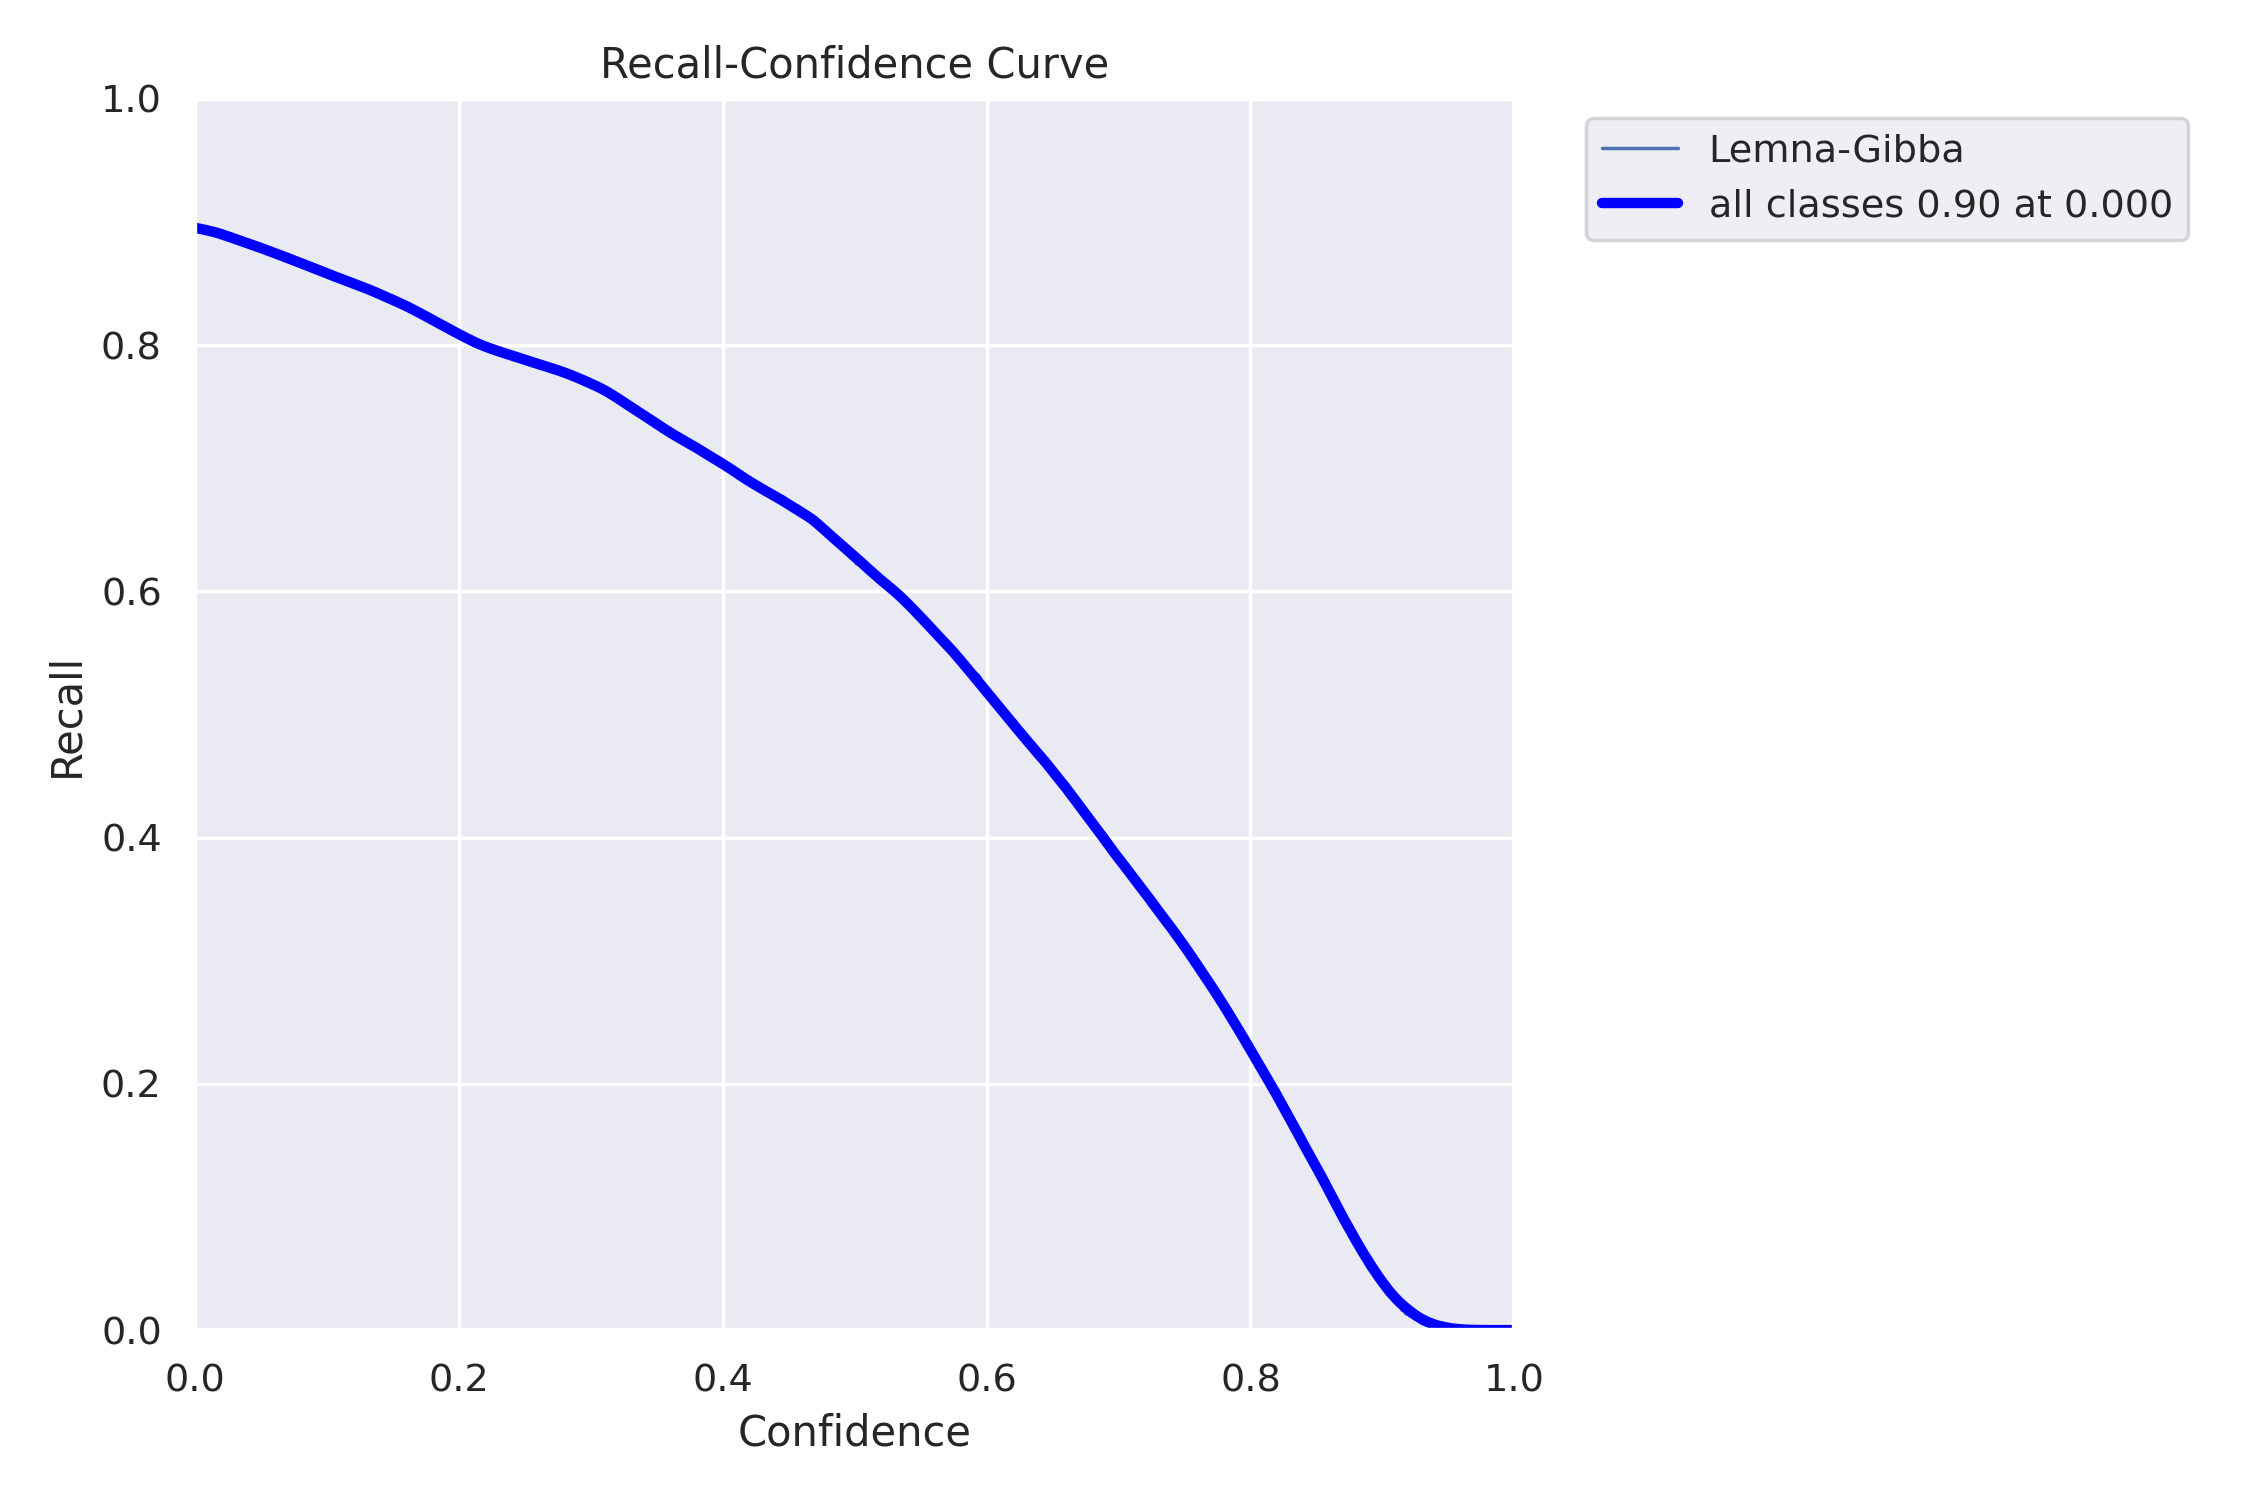 Recall-Confidence Curve
1.0
0.8
0.6
0.4
0.2
0.0
Recall
0.0 0.2 0.4 0.6 0.8 1.0
Confidence
Lemna-Gibba
all classes 0.90 at 0.000